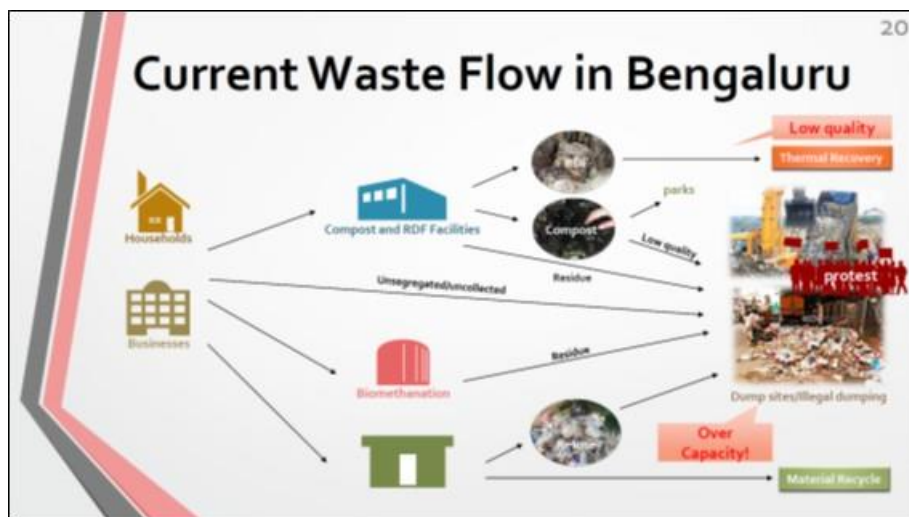 20
Current Waste Flow in Bengaluru
Low quality
Thermal Recovery
parks
Households
Compost and RDF Facilities
Compost
Low quality
protest
Residue
Unsegregated/uncollected
Businesses
Residue
Biomethanation
Dump sites/Illegal dumping
Over
Capacity!
Material Recycle